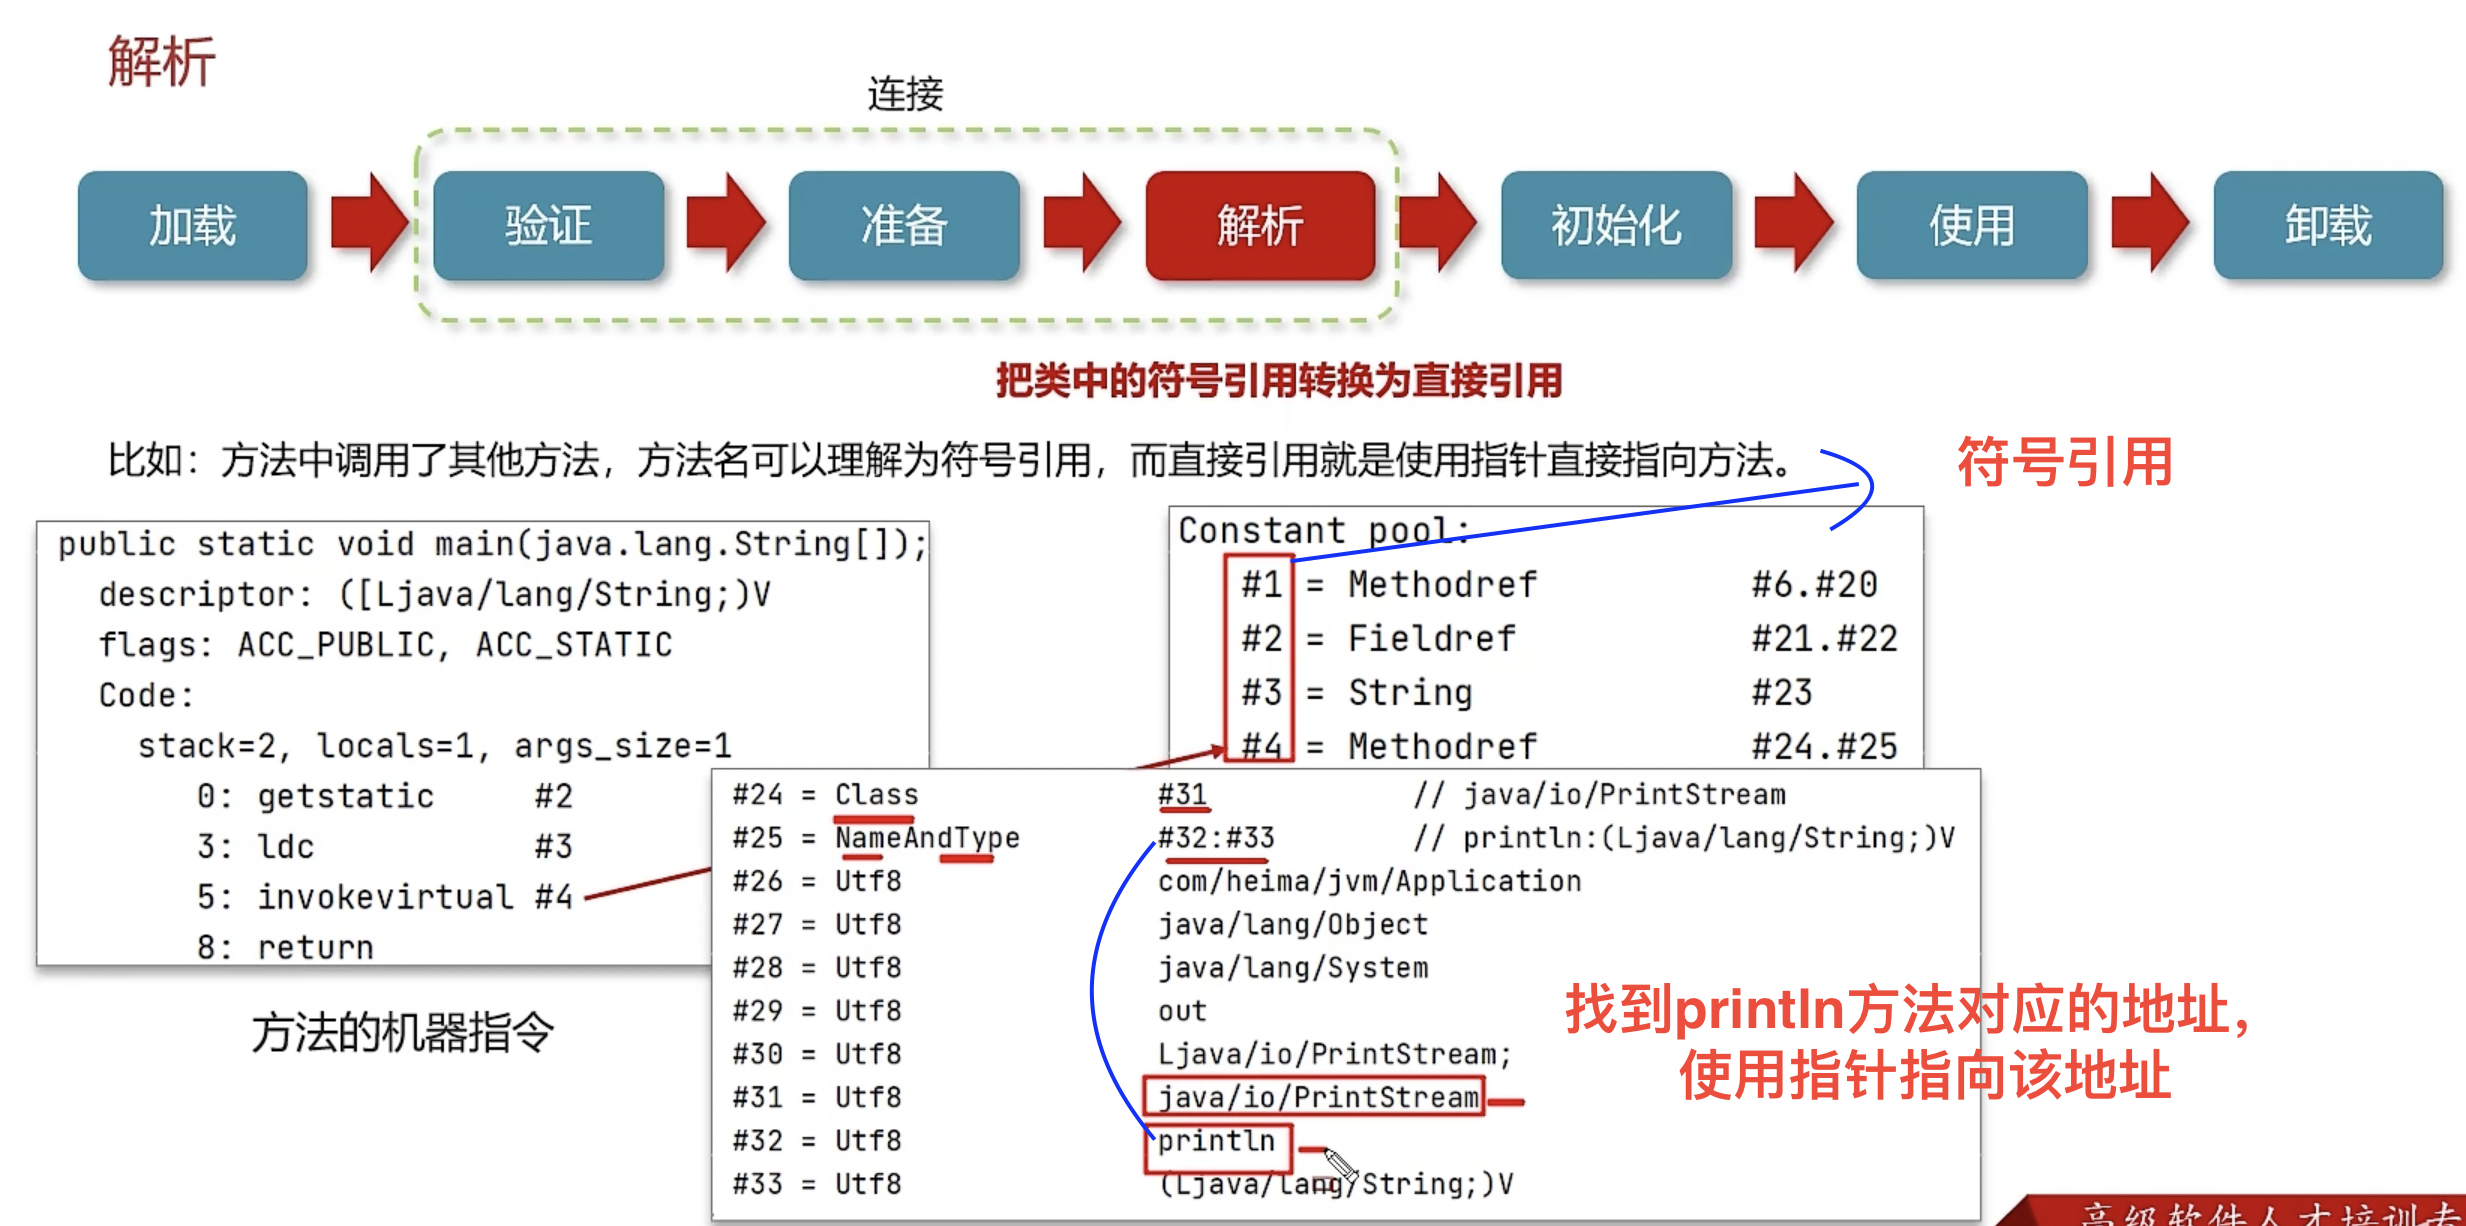 解析
连接
加载
验证
准备
解析
初始化
使用
卸载
把类中的符号引用转换为直接引用
比如：方法中调用了其他方法，方法名可以理解为符号引用，而直接引用就是使用指针直接指向方法。
符号引用
public static void main(java.lang.String[]);
descriptor: ([Ljava/lang/String;)V
flags: ACC_PUBLIC, ACC_STATIC
Code:
stack=2, locals=1, args_size=1
0: getstatic #2
3: ldc #3
5: invokevirtual #4
8: return
方法的机器指令
Constant pool:
#1 = Methodref #6.#20
#2 = Fieldref #21.#22
#3 = String #23
#4 = Methodref #24.#25
#24 = Class #31 // java/io/PrintStream
#25 = NameAndType #32:#33 // println:(Ljava/lang/String;)V
#26 = Utf8 com/heima/jvm/Application
#27 = Utf8 java/lang/Object
#28 = Utf8 java/lang/System
#29 = Utf8 out
#30 = Utf8 Ljava/io/PrintStream;
#31 = Utf8 java/io/PrintStream
#32 = Utf8 println
#33 = Utf8 (Ljava/lang/String;)V
找到println方法对应的地址，
使用指针指向该地址
高级软件人才培训专